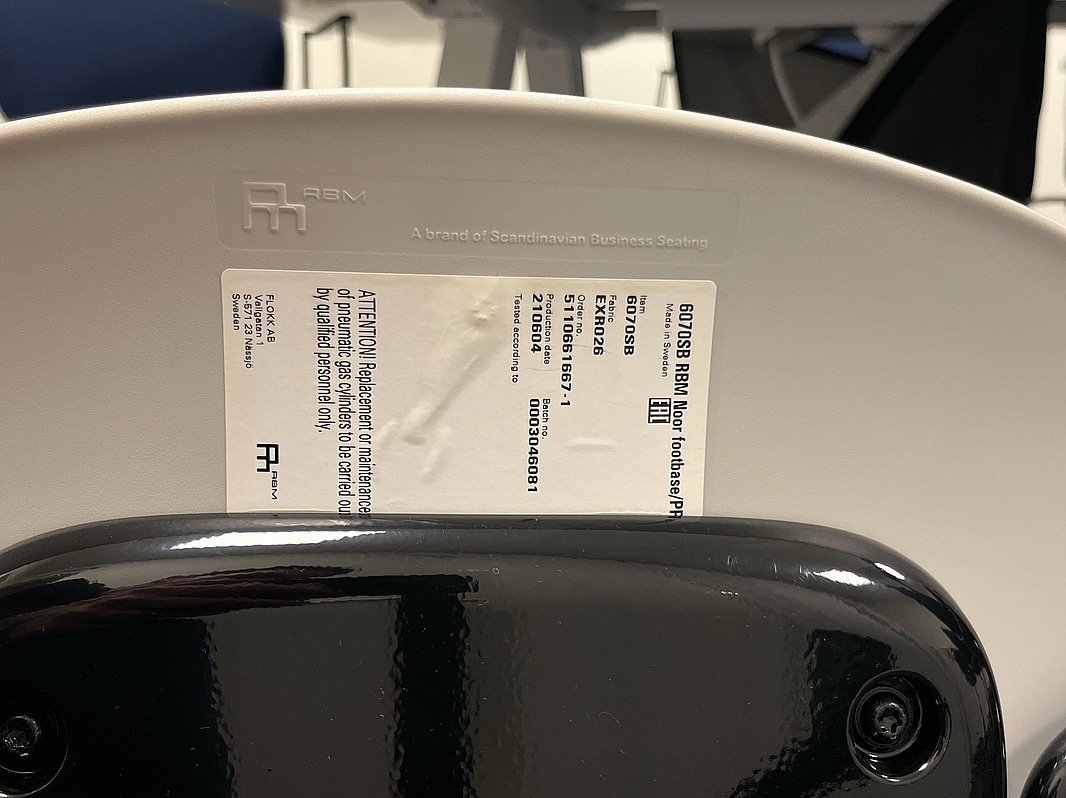 RBM
A brand of Scandinavian Business Seating
6070SB RBM Noor footbase/PP
Made in Sweden
EAC
Item
6070SB
Fabric
EXR026
Order no.
5110661667-1
Production date Batch no.
210604 0003046081
Tested according to
ATTENTION! Replacement or maintenance
of pneumatic gas cylinders to be carried out
by qualified personnel only.
FLOKK AB
Vallgatan 1
S-571 23 Nässjö
Sweden
RBM